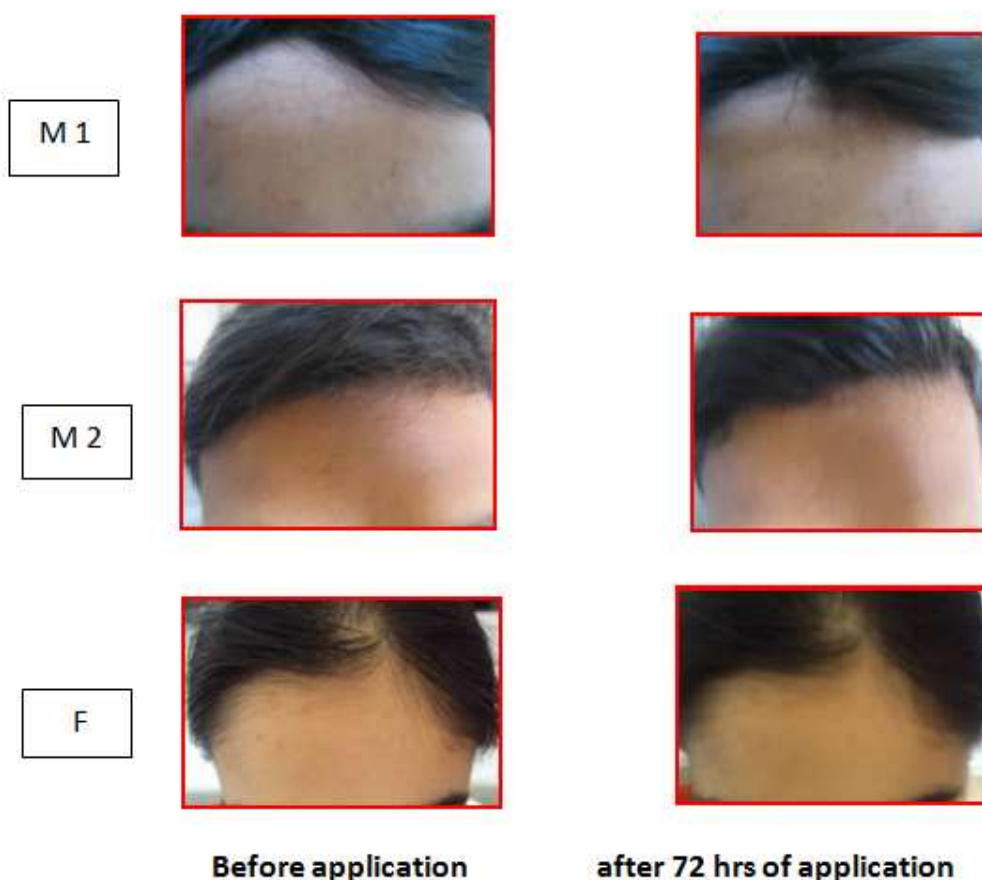 M 1
M 2
F
Before application
after 72 hrs of application